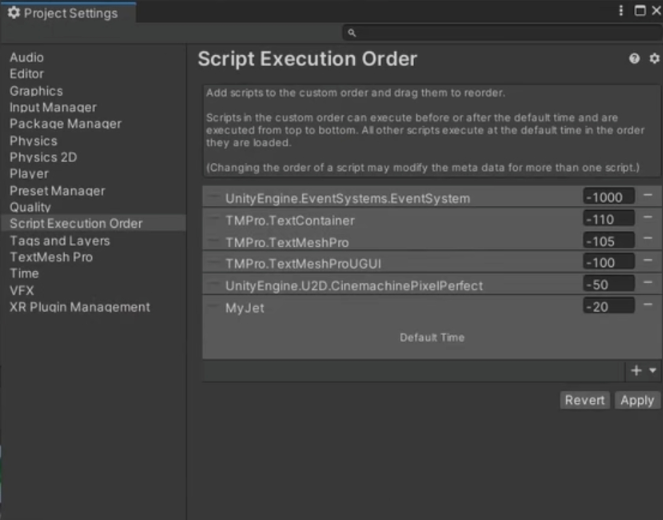 Project Settings
Audio
Editor
Graphics
Input Manager
Package Manager
Physics
Physics 2D
Player
Preset Manager
Quality
Script Execution Order
Tags and Layers
TextMesh Pro
Time
VFX
XR Plugin Management
Script Execution Order
Add scripts to the custom order and drag them to reorder.
Scripts in the custom order can execute before or after the default time and are
executed from top to bottom. All other scripts execute at the default time in the order
they are loaded.
(Changing the order of a script may modify the meta data for more than one script.)
UnityEngine.EventSystems.EventSystem -1000
TMPro.TextContainer -110
TMPro.TextMeshPro -105
TMPro.TextMeshProUGUI -100
UnityEngine.U2D.CinemachinePixelPerfect -50
MyJet -20
Default Time
Revert Apply